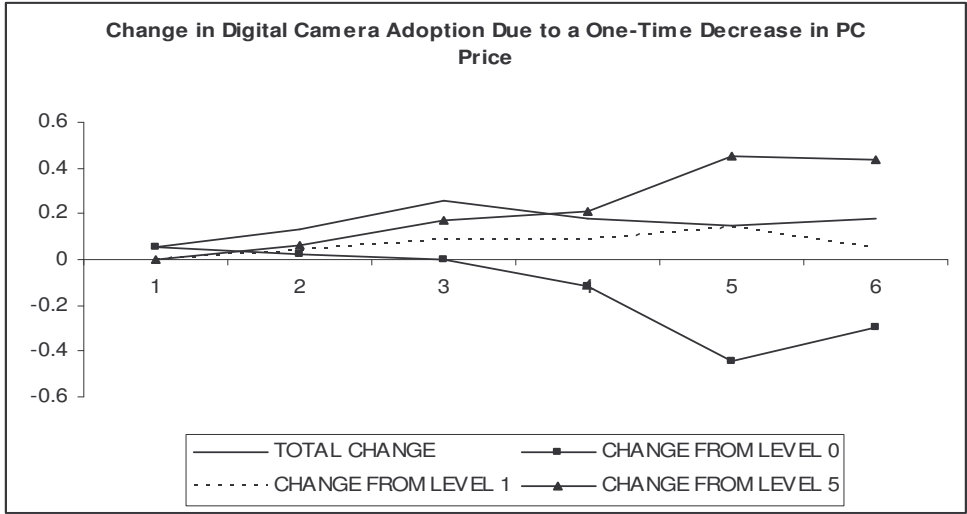 Change in Digital Camera Adoption Due to a One-Time Decrease in PC
Price
0.6
0.4
0.2
0
-0.2
-0.4
-0.6
1 2 3 4 5 6
TOTAL CHANGE CHANGE FROM LEVEL 0
CHANGE FROM LEVEL 1 CHANGE FROM LEVEL 5